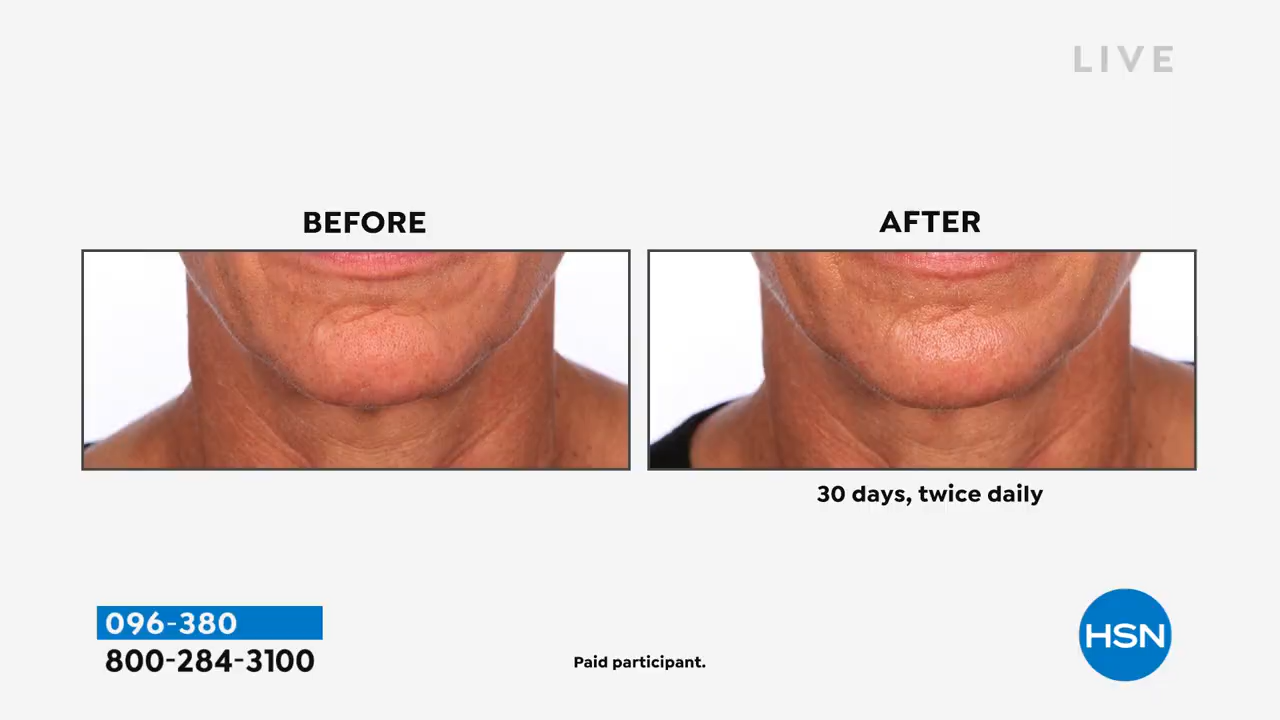 LIVE
BEFORE
AFTER
30 days, twice daily
096-380
800-284-3100
Paid participant.
HSN